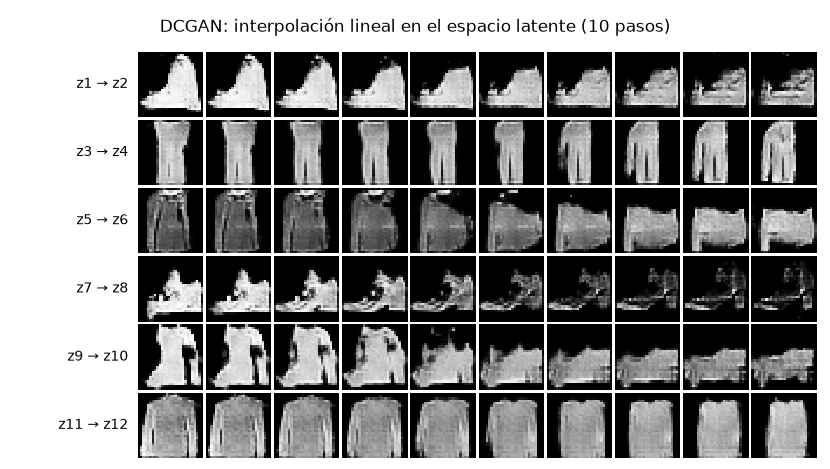 DCGAN: interpolación lineal en el espacio latente (10 pasos)
z1 → z2
z3 → z4
z5 → z6
z7 → z8
z9 → z10
z11 → z12